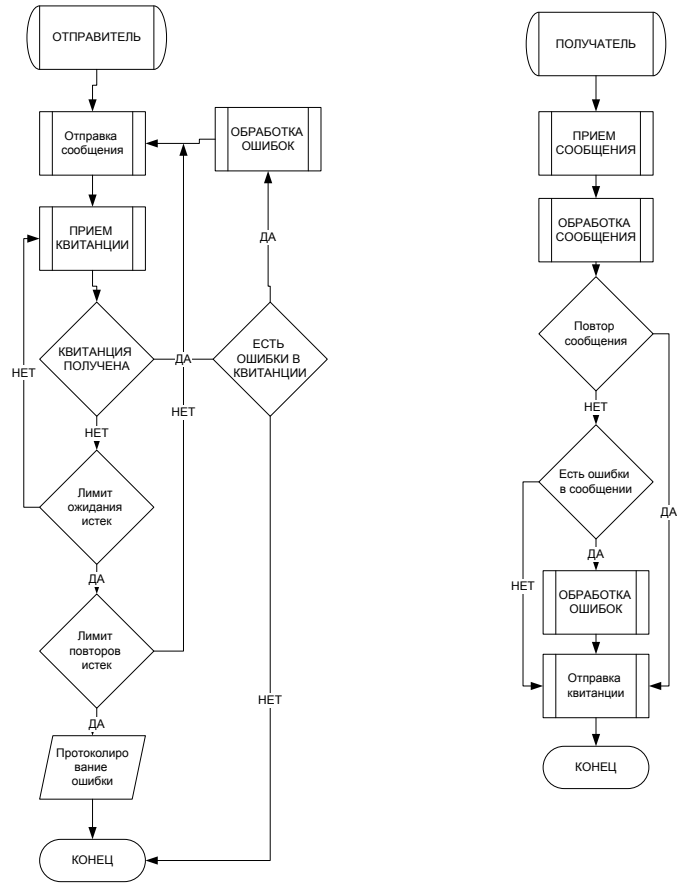 ОТПРАВИТЕЛЬ
Отправка
сообщения
ОБРАБОТКА
ОШИБОК
ПРИЕМ
КВИТАНЦИИ
ДА
КВИТАНЦИЯ
ПОЛУЧЕНА
ДА
ЕСТЬ
ОШИБКИ В
КВИТАНЦИИ
НЕТ
НЕТ
НЕТ
Лимит
ожидания
истек
ДА
Лимит
повторов
истек
НЕТ
ДА
Протоколиро
вание
ошибки
КОНЕЦ
ПОЛУЧАТЕЛЬ
ПРИЕМ
СООБЩЕНИЯ
ОБРАБОТКА
СООБЩЕНИЯ
Повтор
сообщения
НЕТ
Есть ошибки
в сообщении
ДА
ДА
НЕТ
ОБРАБОТКА
ОШИБОК
Отправка
квитанции
КОНЕЦ